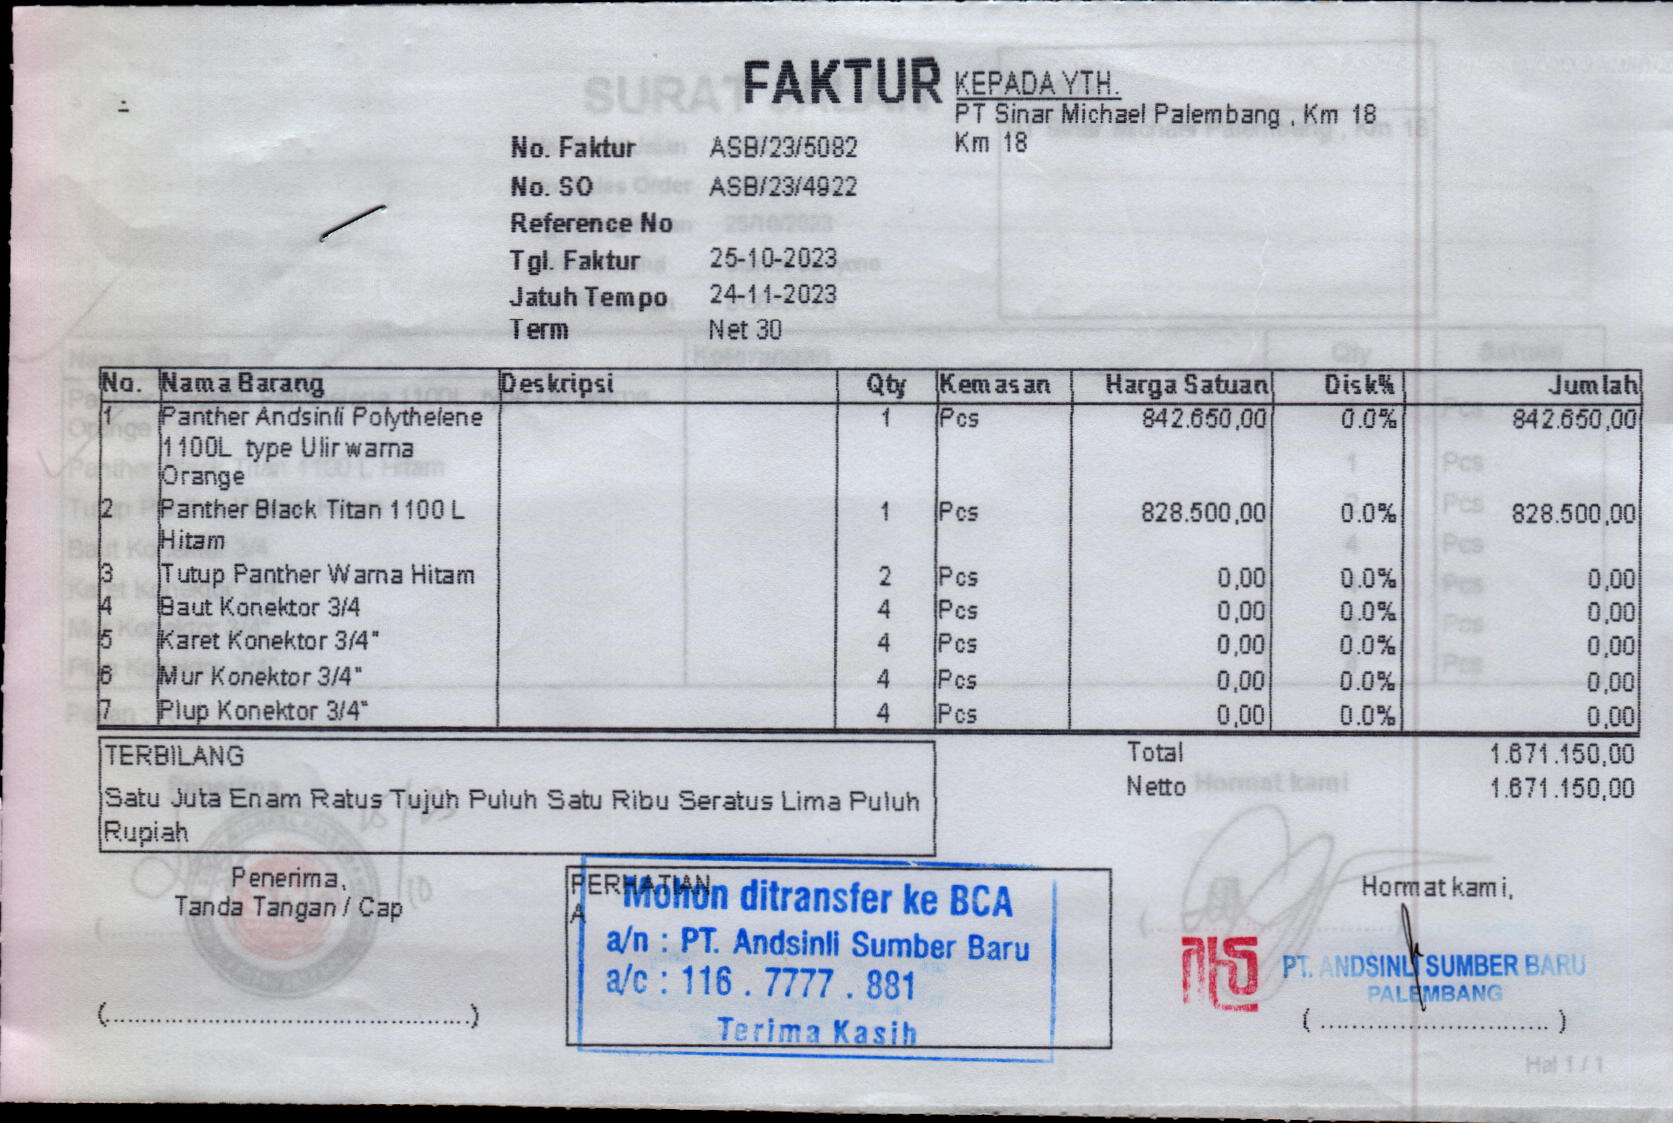 FAKTUR
KEPADA YTH.
PT Sinar Michael Palembang , Km 18
Km 18
No. Faktur ASB/23/5082
No. SO ASB/23/4922
Reference No
Tgl. Faktur 25-10-2023
Jatuh Tempo 24-11-2023
Term Net 30
No. Nama Barang Deskripsi Qty Kemasan Harga Satuan Disk% Jumlah
1 Panther Andsinli Polythelene 1 Pcs 842.650,00 0.0% 842.650,00
1100L type Ulir warna
Orange
2 Panther Black Titan 1100 L 1 Pcs 828.500,00 0.0% 828.500,00
Hitam
3 Tutup Panther Warna Hitam 2 Pcs 0,00 0.0% 0,00
4 Baut Konektor 3/4 4 Pcs 0,00 0.0% 0,00
5 Karet Konektor 3/4" 4 Pcs 0,00 0.0% 0,00
6 Mur Konektor 3/4" 4 Pcs 0,00 0.0% 0,00
7 Plup Konektor 3/4" 4 Pcs 0,00 0.0% 0,00
TERBILANG
Satu Juta Enam Ratus Tujuh Puluh Satu Ribu Seratus Lima Puluh
Rupiah
Total 1.671.150,00
Netto 1.671.150,00
Penerima,
Tanda Tangan / Cap
(................................................)
PERHATIAN
A
Mohon ditransfer ke BCA
a/n : PT. Andsinli Sumber Baru
a/c : 116 . 7777 . 881
Terima Kasih
Hormat kami,
PT. ANDSINLI SUMBER BARU
PALEMBANG
( .............................. )
Hal 1 / 1